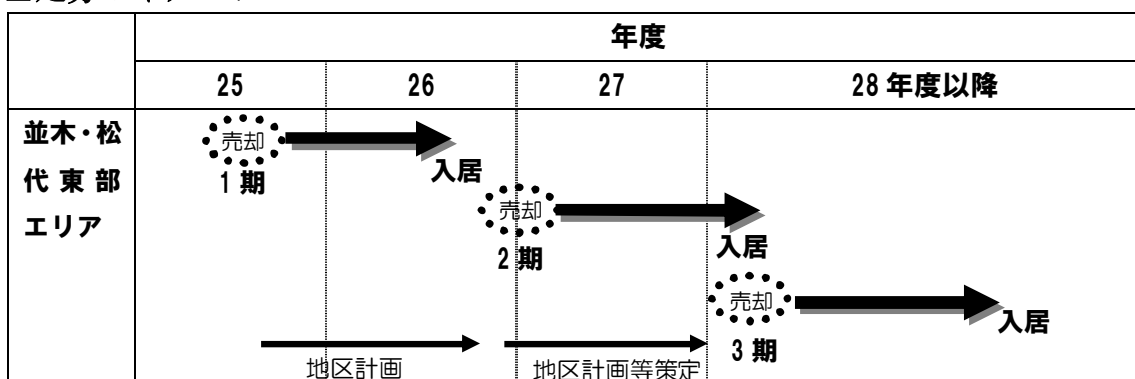 年度
25 26 27 28 年度以降
並木・松
代東部
エリア
売却
1 期
入居
売却
2 期
入居
売却
3 期
入居
地区計画
地区計画等策定